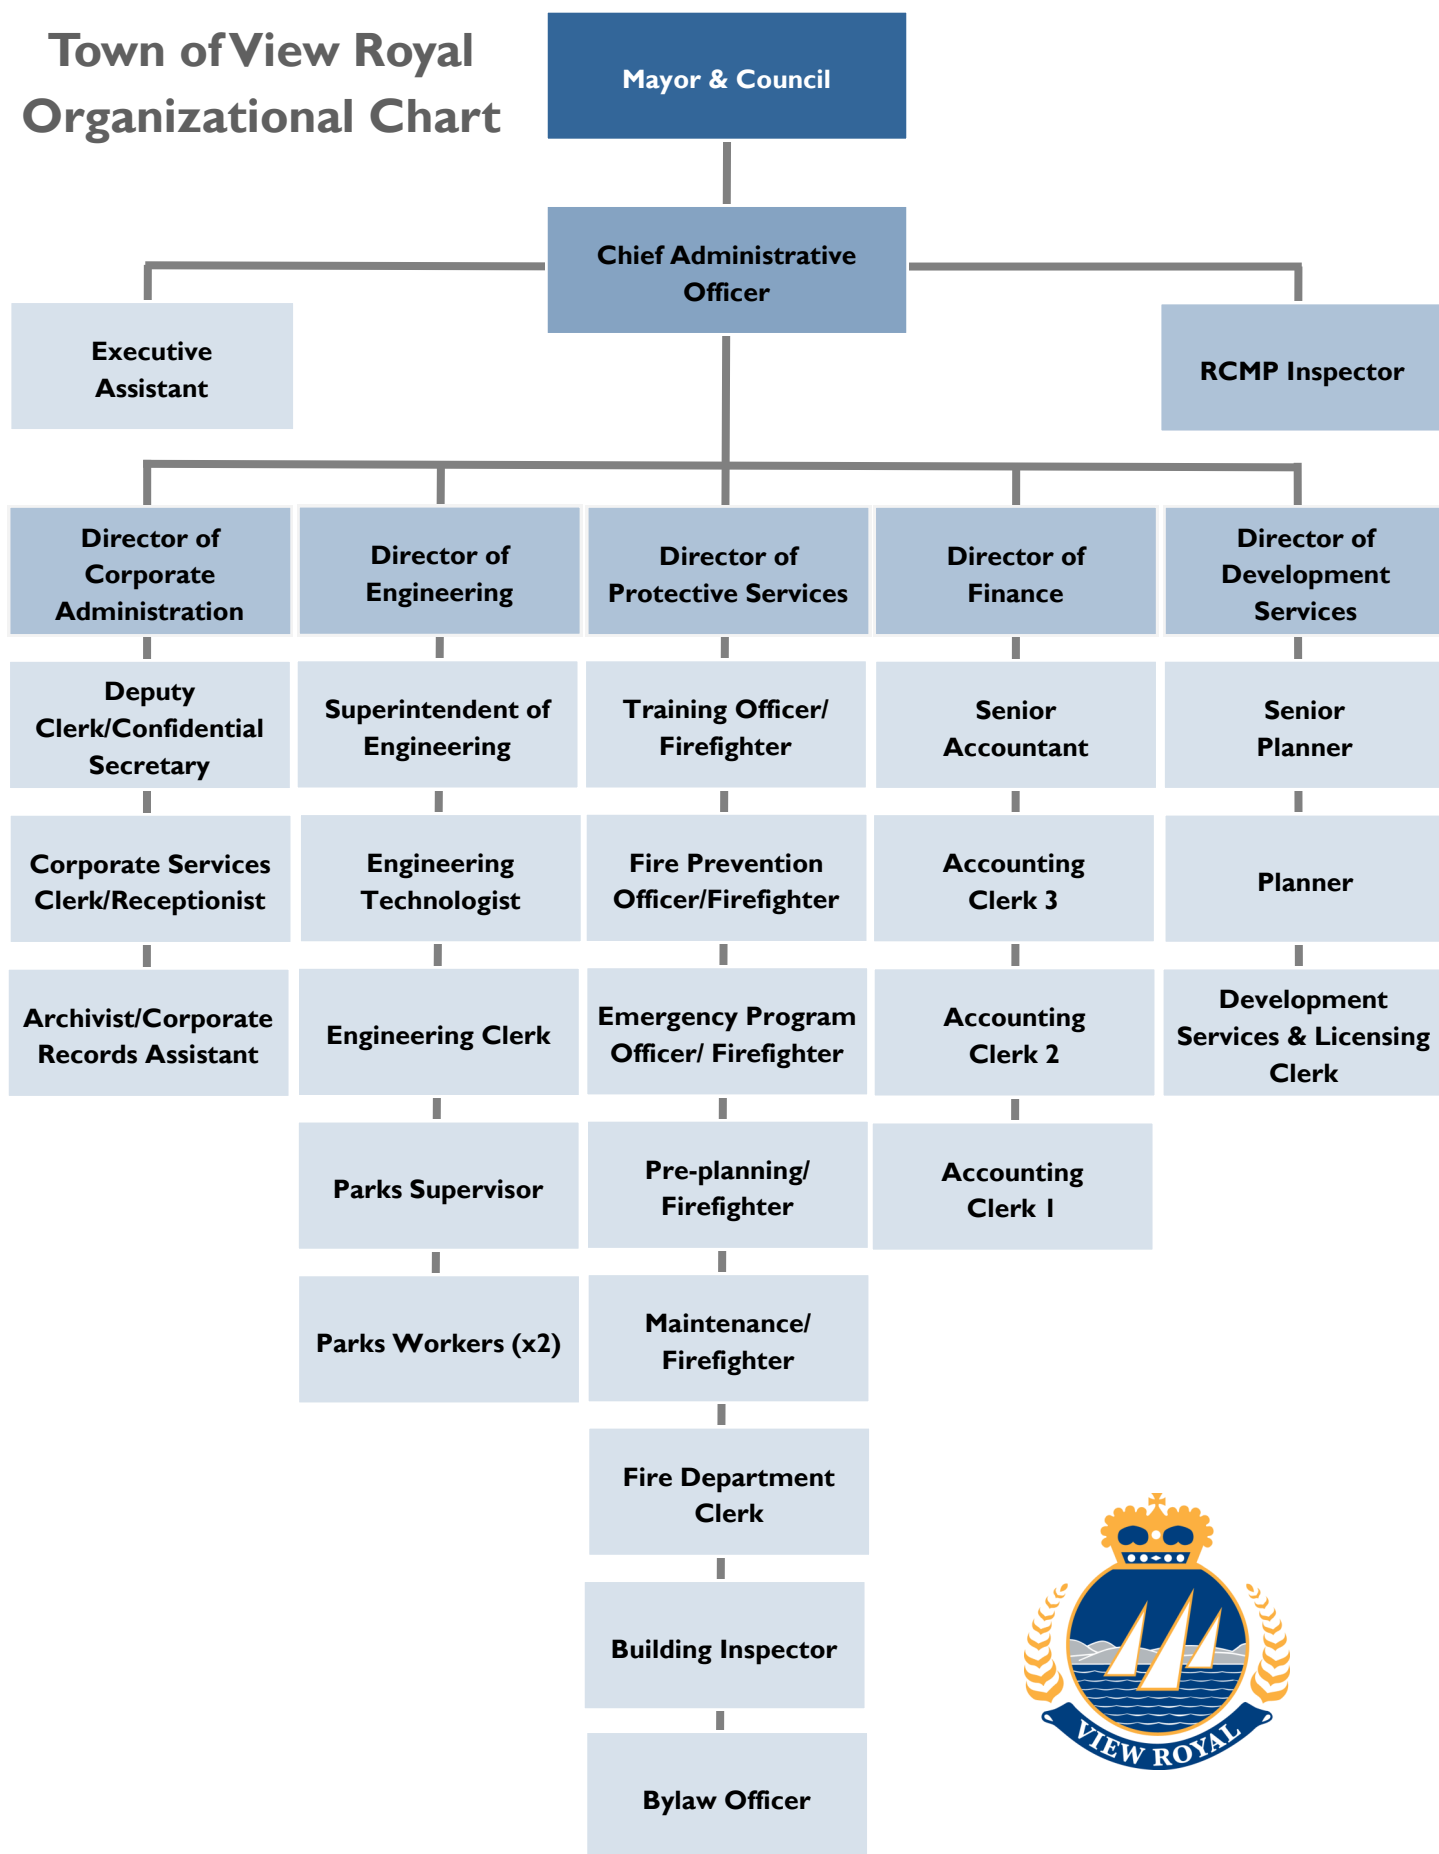 Town of View Royal
Organizational Chart
Mayor & Council
Chief Administrative
Officer
Executive
Assistant
RCMP Inspector
Director of
Corporate
Administration
Director of
Engineering
Director of
Protective Services
Director of
Finance
Director of
Development
Services
Deputy
Clerk/Confidential
Secretary
Superintendent of
Engineering
Training Officer/
Firefighter
Senior
Accountant
Senior
Planner
Corporate Services
Clerk/Receptionist
Engineering
Technologist
Fire Prevention
Officer/Firefighter
Accounting
Clerk 3
Planner
Archivist/Corporate
Records Assistant
Engineering Clerk
Emergency Program
Officer/ Firefighter
Accounting
Clerk 2
Development
Services & Licensing
Clerk
Parks Supervisor
Pre-planning/
Firefighter
Accounting
Clerk 1
Parks Workers (x2)
Maintenance/
Firefighter
Fire Department
Clerk
Building Inspector
Bylaw Officer
VIEW ROYAL